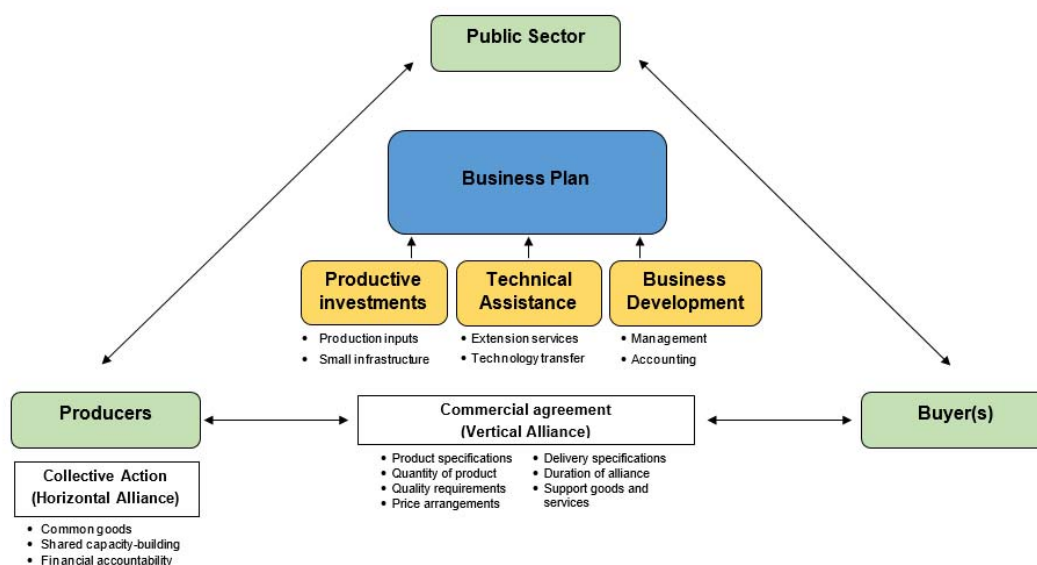 Public Sector
Business Plan
Productive
investments
Technical
Assistance
Business
Development
• Production inputs
• Small infrastructure
• Extension services
• Technology transfer
• Management
• Accounting
Producers
Commercial agreement
(Vertical Alliance)
Buyer(s)
• Product specifications
• Quantity of product
• Quality requirements
• Price arrangements
• Delivery specifications
• Duration of alliance
• Support goods and
services
Collective Action
(Horizontal Alliance)
• Common goods
• Shared capacity-building
• Financial accountability